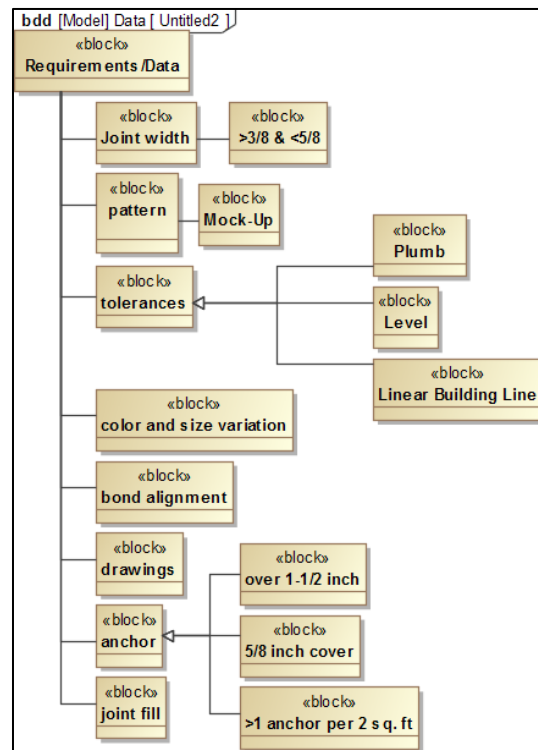 bdd [Model] Data [ Untitled2 ]
«block»
Requirements/Data
«block»
Joint width
«block»
>3/8 & <5/8
«block»
pattern
«block»
Mock-Up
«block»
tolerances
«block»
Plumb
«block»
Level
«block»
Linear Building Line
«block»
color and size variation
«block»
bond alignment
«block»
drawings
«block»
anchor
«block»
over 1-1/2 inch
«block»
5/8 inch cover
«block»
>1 anchor per 2 sq. ft
«block»
joint fill